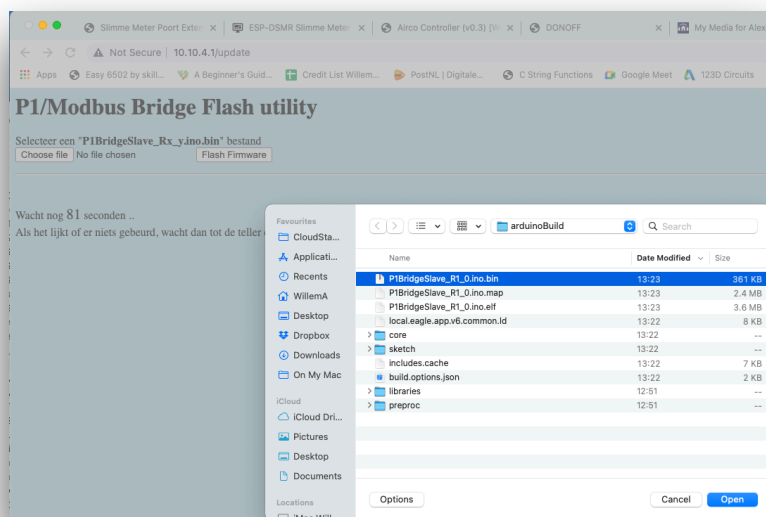 Slimme Meter Poort Exten
ESP-DSMR Slimme Meter
Airco Controller (v0.3) [W
DONOFF
My Media for Alex
Not Secure | 10.10.4.1/update
Apps
Easy 6502 by skill...
A Beginner's Guid...
Credit List Willem...
PostNL | Digitale...
C String Functions
Google Meet
123D Circuits
P1/Modbus Bridge Flash utility
Selecteer een "P1BridgeSlave_Rx_y.ino.bin" bestand
Choose file No file chosen Flash Firmware
Wacht nog 81 seconden ..
Als het lijkt of er niets gebeurd, wacht dan tot de teller
Favourites
CloudSta...
Applicati...
Recents
WillemA
Desktop
Dropbox
Downloads
On My Mac
iCloud
iCloud Dri...
Pictures
Desktop
Documents
Locations
arduinoBuild
Search
Name Date Modified Size
P1BridgeSlave_R1_0.ino.bin 13:23 361 KB
P1BridgeSlave_R1_0.ino.map 13:23 2.4 MB
P1BridgeSlave_R1_0.ino.elf 13:23 3.6 MB
local.eagle.app.v6.common.ld 13:22 8 KB
core 13:22 --
sketch 13:22 --
includes.cache 13:22 7 KB
build.options.json 13:22 2 KB
libraries 12:51 --
preproc 12:51 --
Options Cancel Open